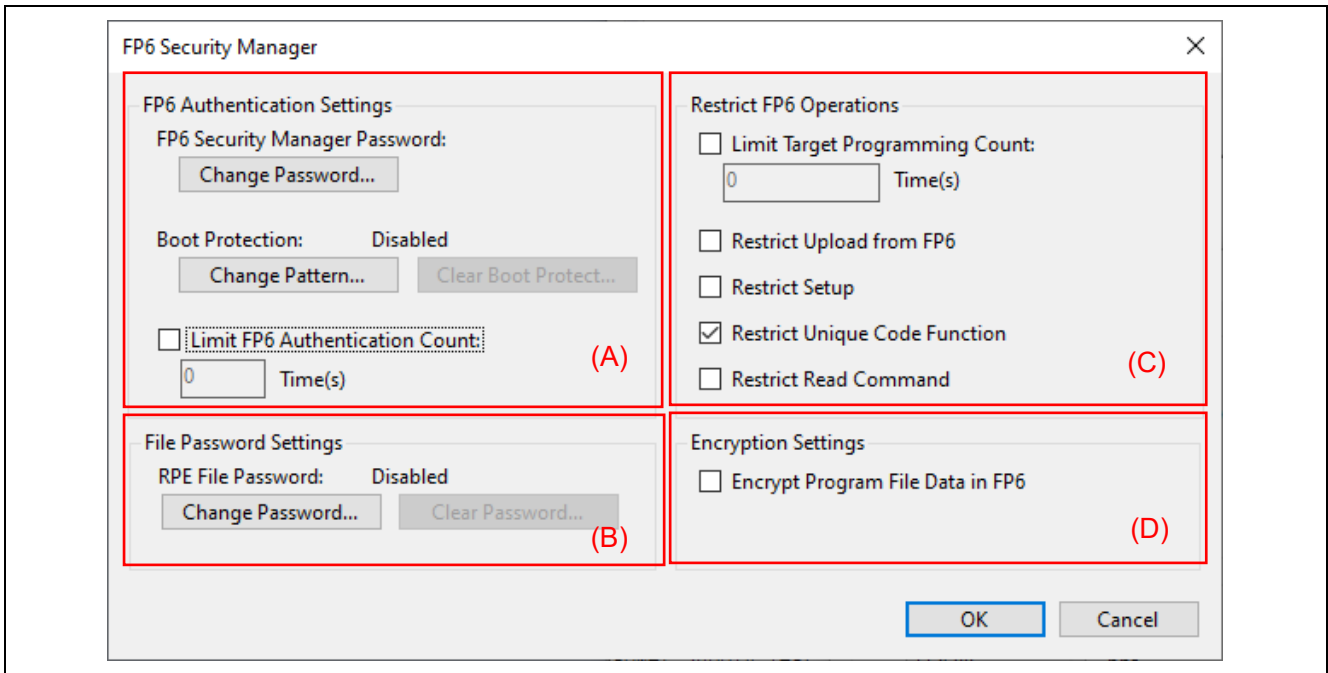 FP6 Security Manager
FP6 Authentication Settings
FP6 Security Manager Password:
Change Password...
Boot Protection: Disabled
Change Pattern... Clear Boot Protect...
Limit FP6 Authentication Count:
0 Time(s)
(A)
File Password Settings
RPE File Password: Disabled
Change Password... Clear Password...
(B)
Restrict FP6 Operations
Limit Target Programming Count:
0 Time(s)
Restrict Upload from FP6
Restrict Setup
Restrict Unique Code Function
Restrict Read Command
(C)
Encryption Settings
Encrypt Program File Data in FP6
(D)
OK Cancel